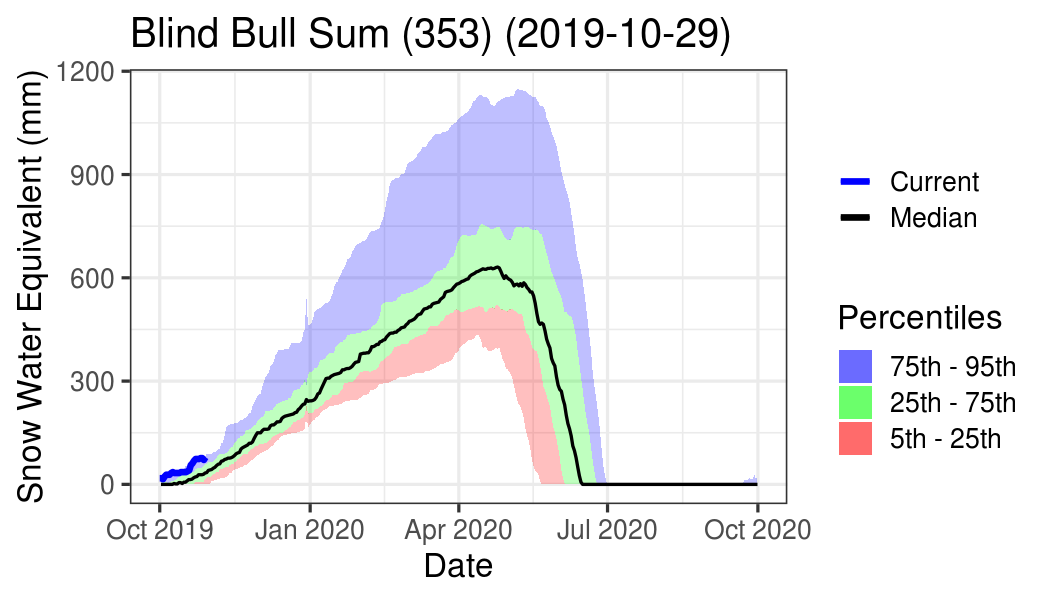 Blind Bull Sum (353) (2019-10-29)
Snow Water Equivalent (mm)
1200
900
600
300
0
Oct 2019
Jan 2020
Apr 2020
Jul 2020
Oct 2020
Date
Current
Median
Percentiles
75th - 95th
25th - 75th
5th - 25th